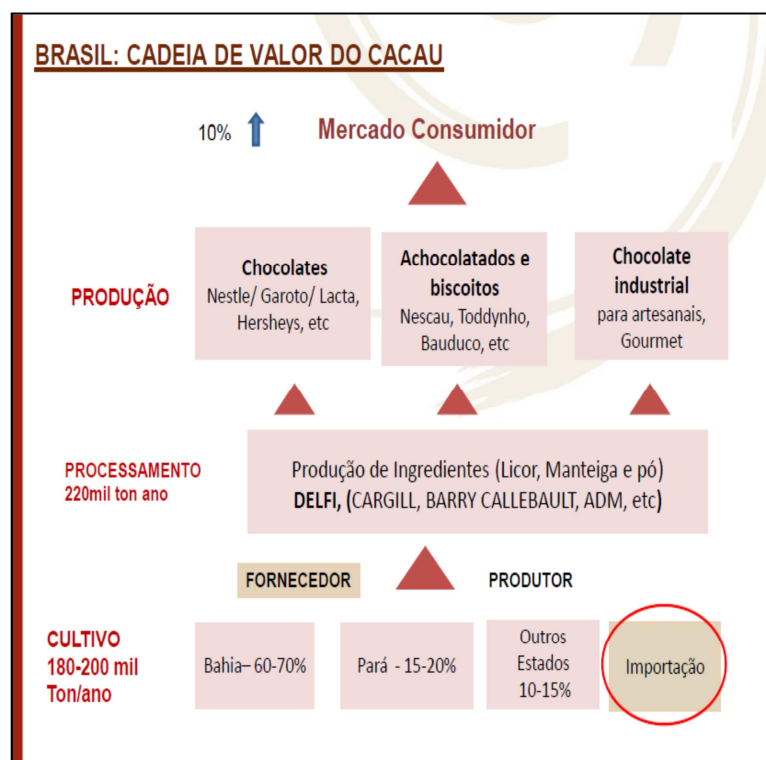 BRASIL: CADEIA DE VALOR DO CACAU
10%
Mercado Consumidor
PRODUÇÃO
Chocolates
Nestle/ Garoto/ Lacta,
Hersheys, etc
Achocolatados e
biscoitos
Nescau, Toddynho,
Bauduco, etc
Chocolate
industrial
para artesanais,
Gourmet
PROCESSAMENTO
220mil ton ano
Produção de Ingredientes (Licor, Manteiga e pó)
DELFI, (CARGILL, BARRY CALLEBAULT, ADM, etc)
FORNECEDOR
PRODUTOR
CULTIVO
180-200 mil
Ton/ano
Bahia– 60-70%
Pará - 15-20%
Outros
Estados
10-15%
Importação